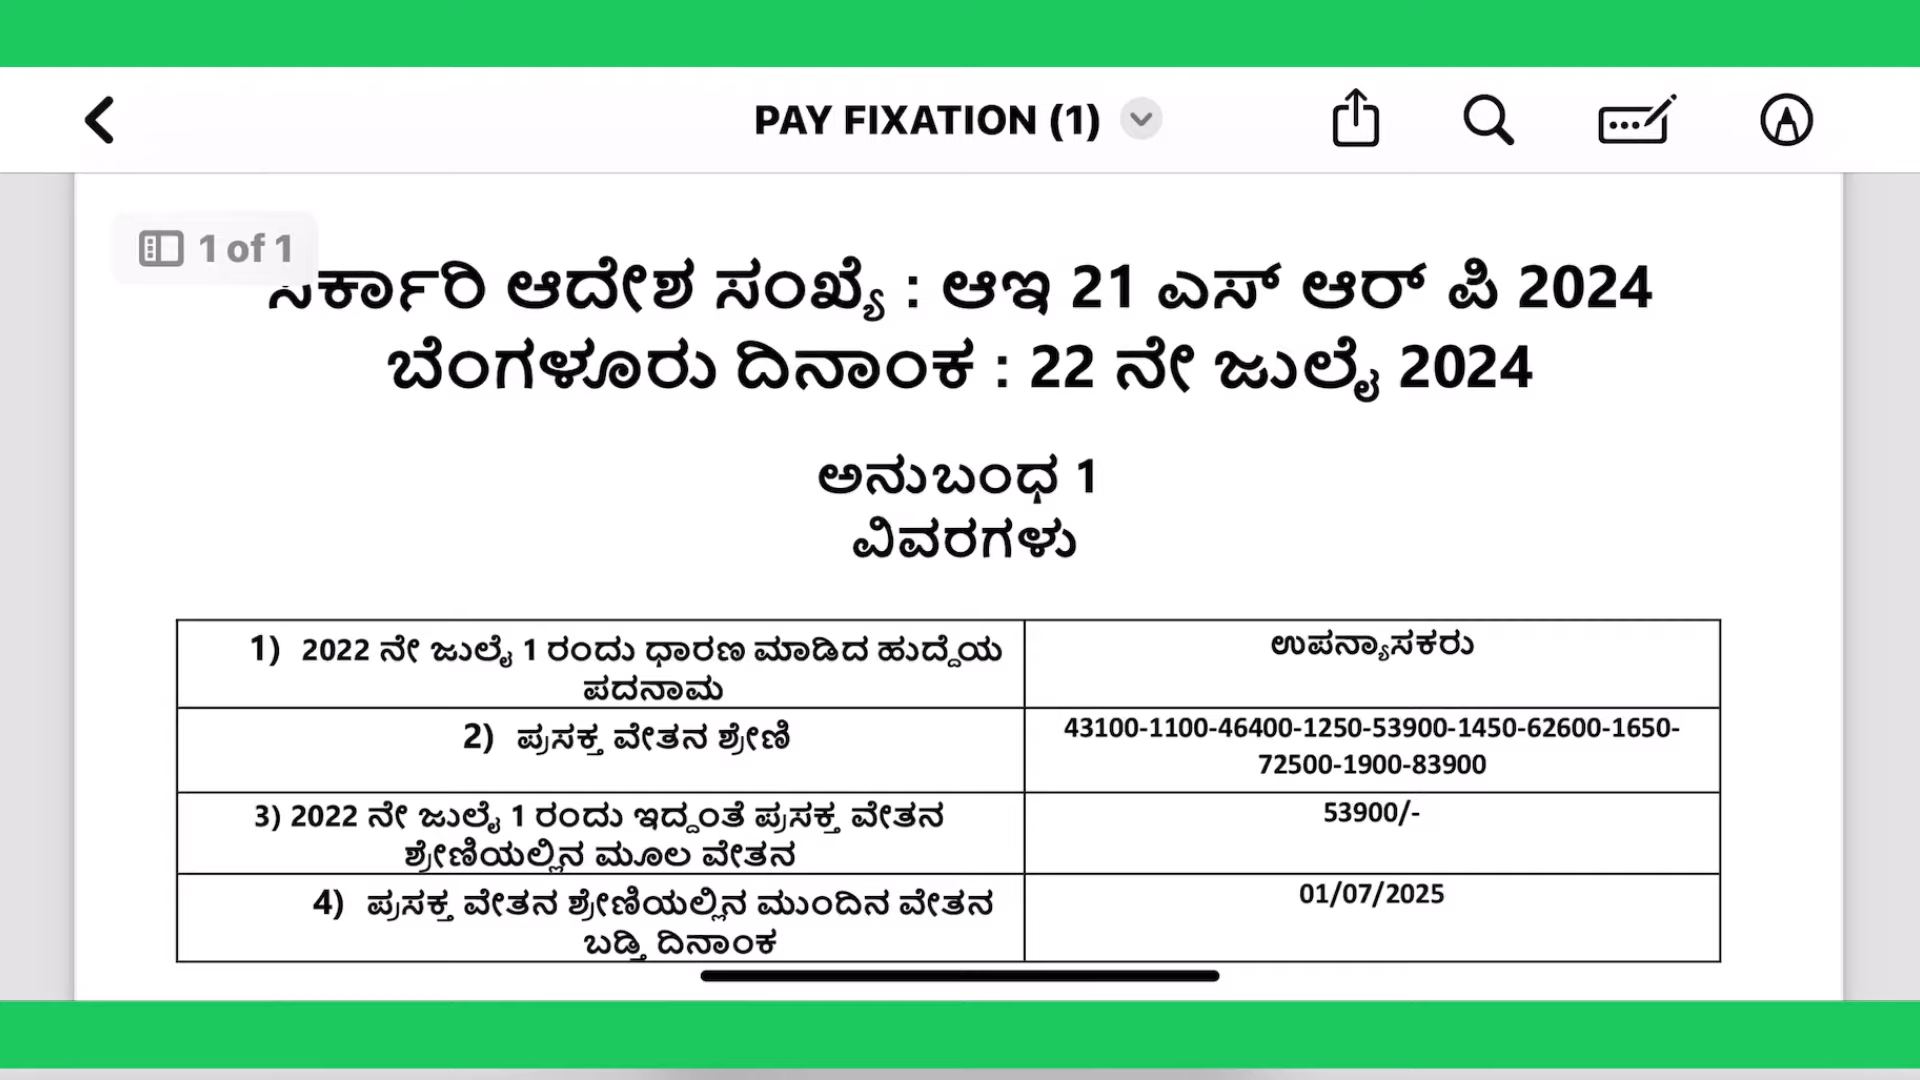 PAY FIXATION (1)
1 of 1
ಸರ್ಕಾರಿ ಆದೇಶ ಸಂಖ್ಯೆ : ಆಇ 21 ಎಸ್ ಆರ್ ಪಿ 2024
ಬೆಂಗಳೂರು ದಿನಾಂಕ : 22 ನೇ ಜುಲೈ 2024
ಅನುಬಂಧ 1
ವಿವರಗಳು
1) 2022 ನೇ ಜುಲೈ 1 ರಂದು ಧಾರಣ ಮಾಡಿದ ಹುದ್ದೆಯ
ಪದನಾಮ
ಉಪನ್ಯಾಸಕರು
2) ಪ್ರಸಕ್ತ ವೇತನ ಶ್ರೇಣಿ
43100-1100-46400-1250-53900-1450-62600-1650-
72500-1900-83900
3) 2022 ನೇ ಜುಲೈ 1 ರಂದು ಇದ್ದಂತೆ ಪ್ರಸಕ್ತ ವೇತನ
ಶ್ರೇಣಿಯಲ್ಲಿನ ಮೂಲ ವೇತನ
53900/-
4) ಪ್ರಸಕ್ತ ವೇತನ ಶ್ರೇಣಿಯಲ್ಲಿನ ಮುಂದಿನ ವೇತನ
ಬಡ್ತಿ ದಿನಾಂಕ
01/07/2025